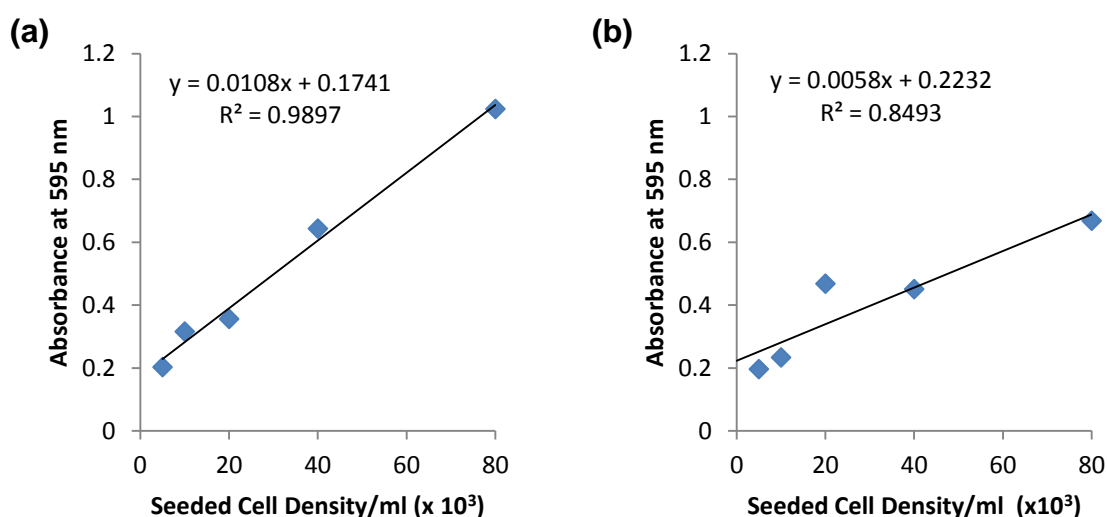 (a)
1.2
1
0.8
0.6
0.4
0.2
0
y = 0.0108x + 0.1741
R² = 0.9897
Absorbance at 595 nm
0 20 40 60 80
Seeded Cell Density/ml (x 10³)
(b)
1.2
1
0.8
0.6
0.4
0.2
0
y = 0.0058x + 0.2232
R² = 0.8493
Absorbance at 595 nm
0 20 40 60 80
Seeded Cell Density/ml (x10³)